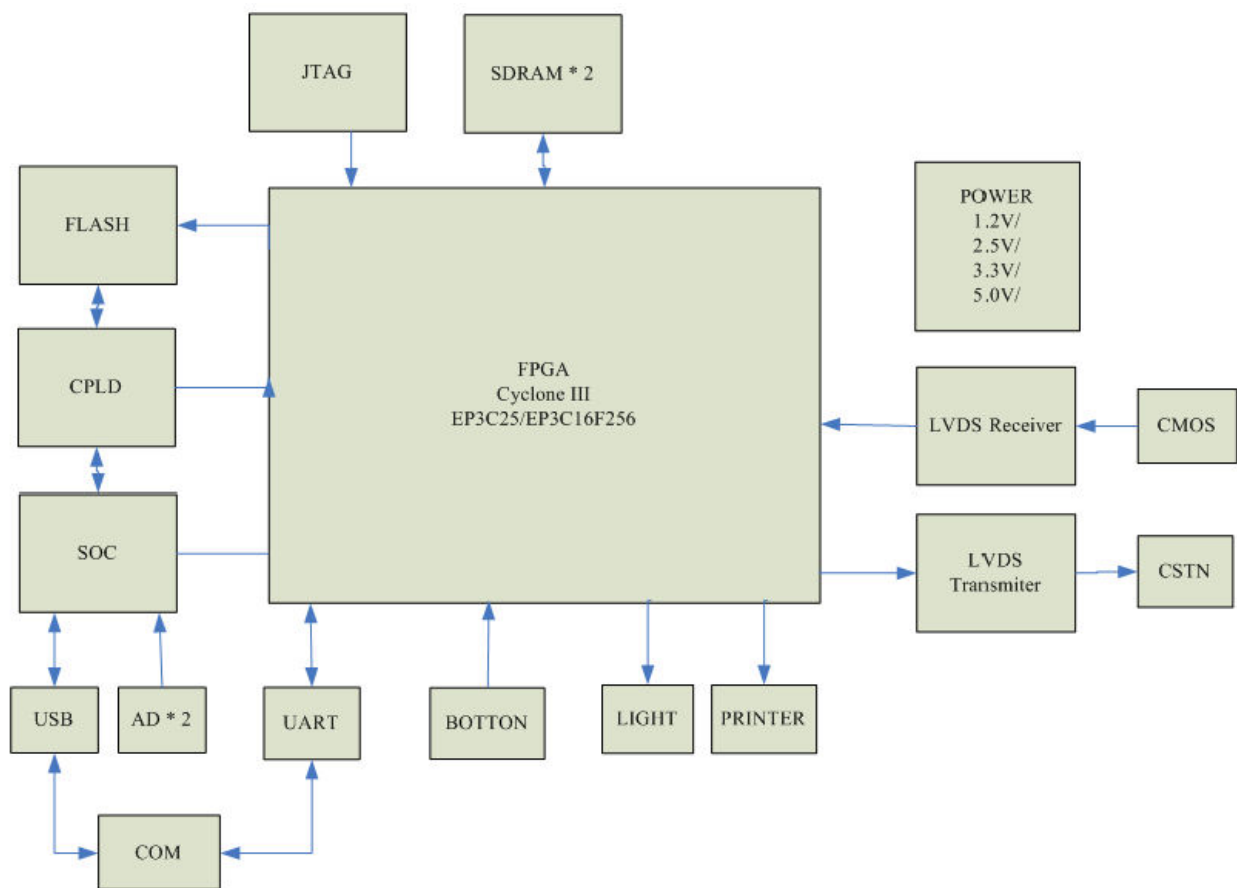 JTAG
SDRAM * 2
FLASH
POWER
1.2V/
2.5V/
3.3V/
5.0V/
CPLD
FPGA
Cyclone III
EP3C25/EP3C16F256
LVDS Receiver
CMOS
SOC
LVDS
Transmiter
CSTN
USB
AD * 2
UART
BOTTON
LIGHT
PRINTER
COM